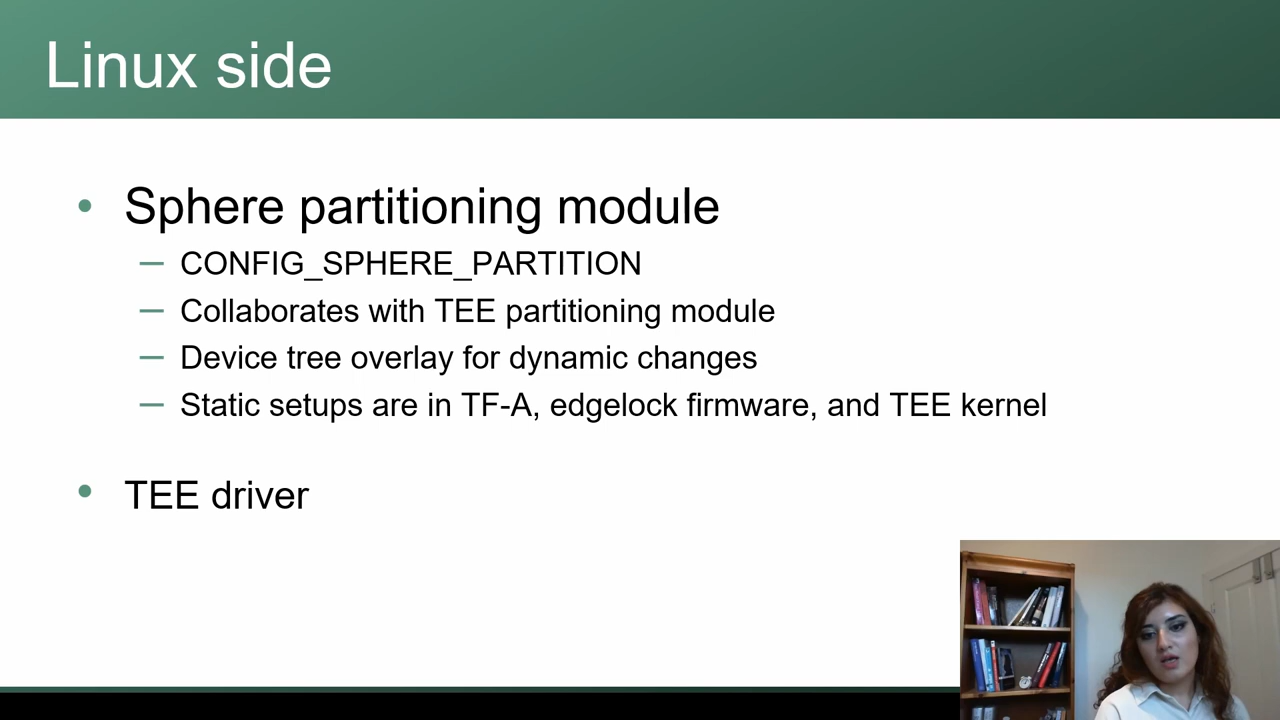 Linux side
• Sphere partitioning module
— CONFIG_SPHERE_PARTITION
— Collaborates with TEE partitioning module
— Device tree overlay for dynamic changes
— Static setups are in TF-A, edgelock firmware, and TEE kernel
• TEE driver